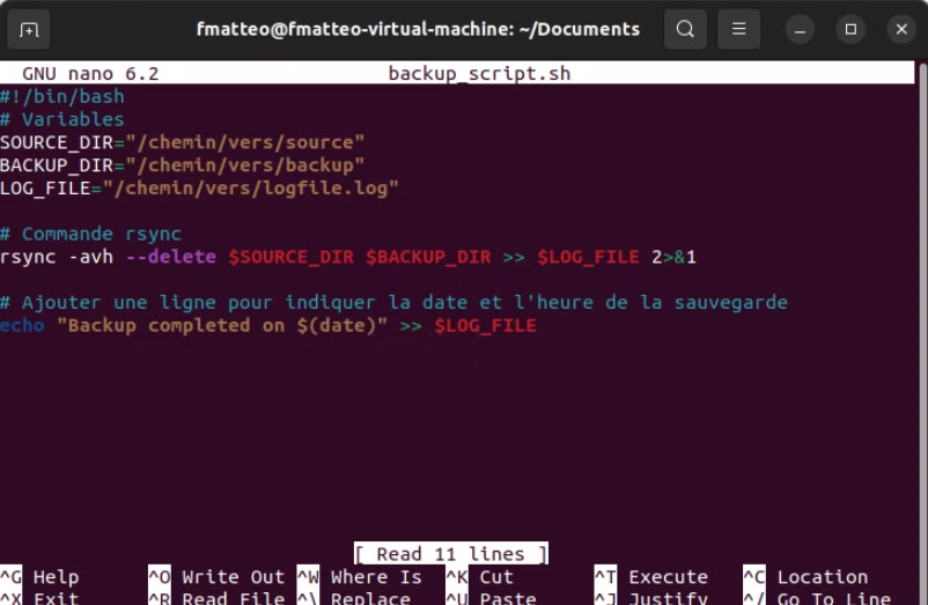 fmatteo@fmatteo-virtual-machine: ~/Documents
GNU nano 6.2 backup_script.sh
#!/bin/bash
# Variables
SOURCE_DIR="/chemin/vers/source"
BACKUP_DIR="/chemin/vers/backup"
LOG_FILE="/chemin/vers/logfile.log"
# Commande rsync
rsync -avh --delete $SOURCE_DIR $BACKUP_DIR >> $LOG_FILE 2>&1
# Ajouter une ligne pour indiquer la date et l'heure de la sauvegarde
echo "Backup completed on $(date)" >> $LOG_FILE
[ Read 11 lines ]
^G Help ^O Write Out ^W Where Is ^K Cut ^T Execute ^C Location
^X Exit ^R Read File ^\ Replace ^U Paste ^J Justify ^/ Go To Line